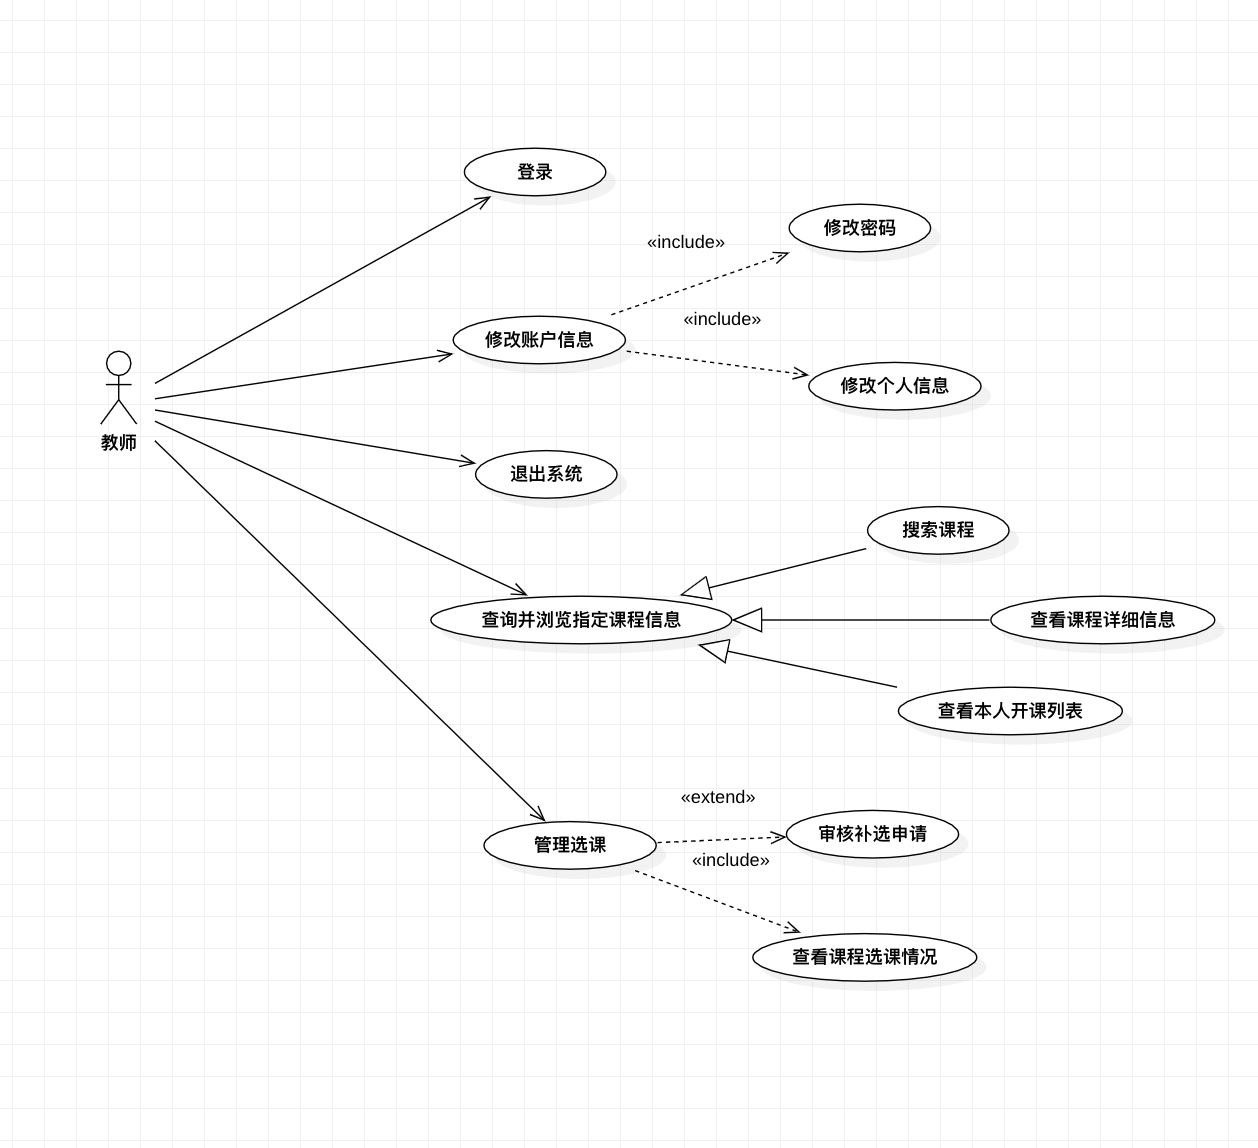 登录
修改密码
«include»
«include»
修改账户信息
修改个人信息
教师
退出系统
搜索课程
查询并浏览指定课程信息
查看课程详细信息
查看本人开课列表
«extend»
审核补选申请
管理选课
«include»
查看课程选课情况